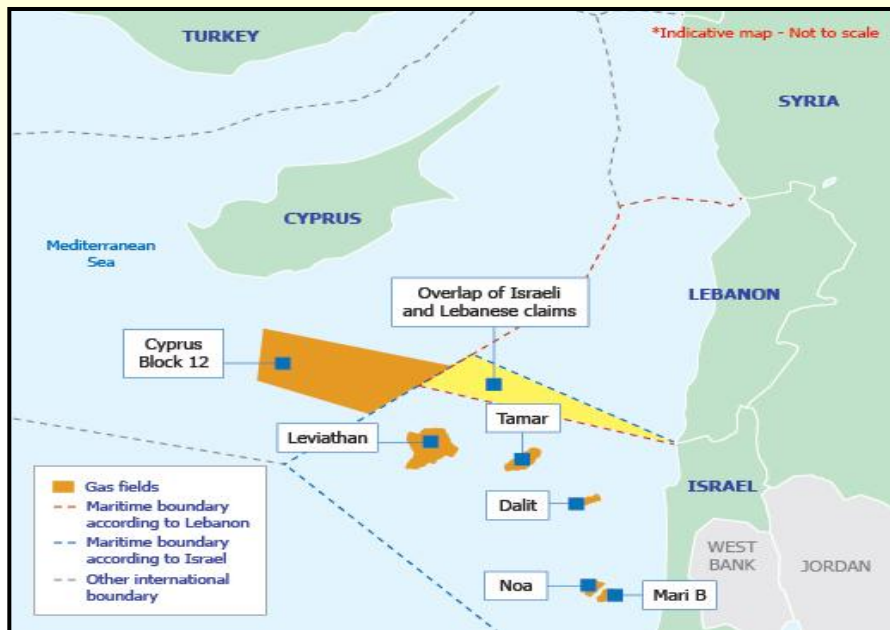 TURKEY
*Indicative map - Not to scale
SYRIA
CYPRUS
Mediterranean
Sea
LEBANON
Overlap of Israeli
and Lebanese claims
Cyprus
Block 12
Tamar
Leviathan
ISRAEL
Dalit
WEST
BANK
JORDAN
Noa
Mari B
Gas fields
Maritime boundary
according to Lebanon
Maritime boundary
according to Israel
Other international
boundary